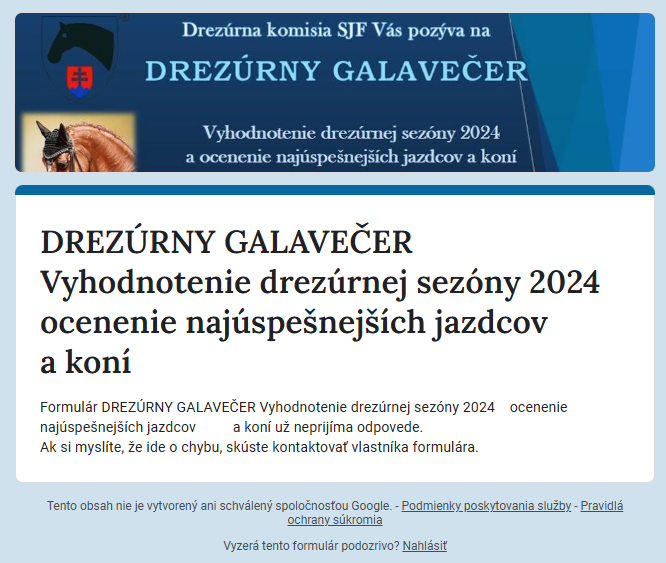 Drezúrna komisia SJF Vás pozýva na
DREZÚRNY GALAVEČER
Vyhodnotenie drezúrnej sezóny 2024
a ocenenie najúspešnejších jazdcov a koní
DREZÚRNY GALAVEČER
Vyhodnotenie drezúrnej sezóny 2024
ocenenie najúspešnejších jazdcov
a koní
Formulár DREZÚRNY GALAVEČER Vyhodnotenie drezúrnej sezóny 2024 ocenenie
najúspešnejších jazdcov a koní už neprijíma odpovede.
Ak si myslíte, že ide o chybu, skúste kontaktovať vlastníka formulára.
Tento obsah nie je vytvorený ani schválený spoločnosťou Google. - Podmienky poskytovania služby - Pravidlá
ochrany súkromia
Vyzerá tento formulár podozrivo? Nahlásiť